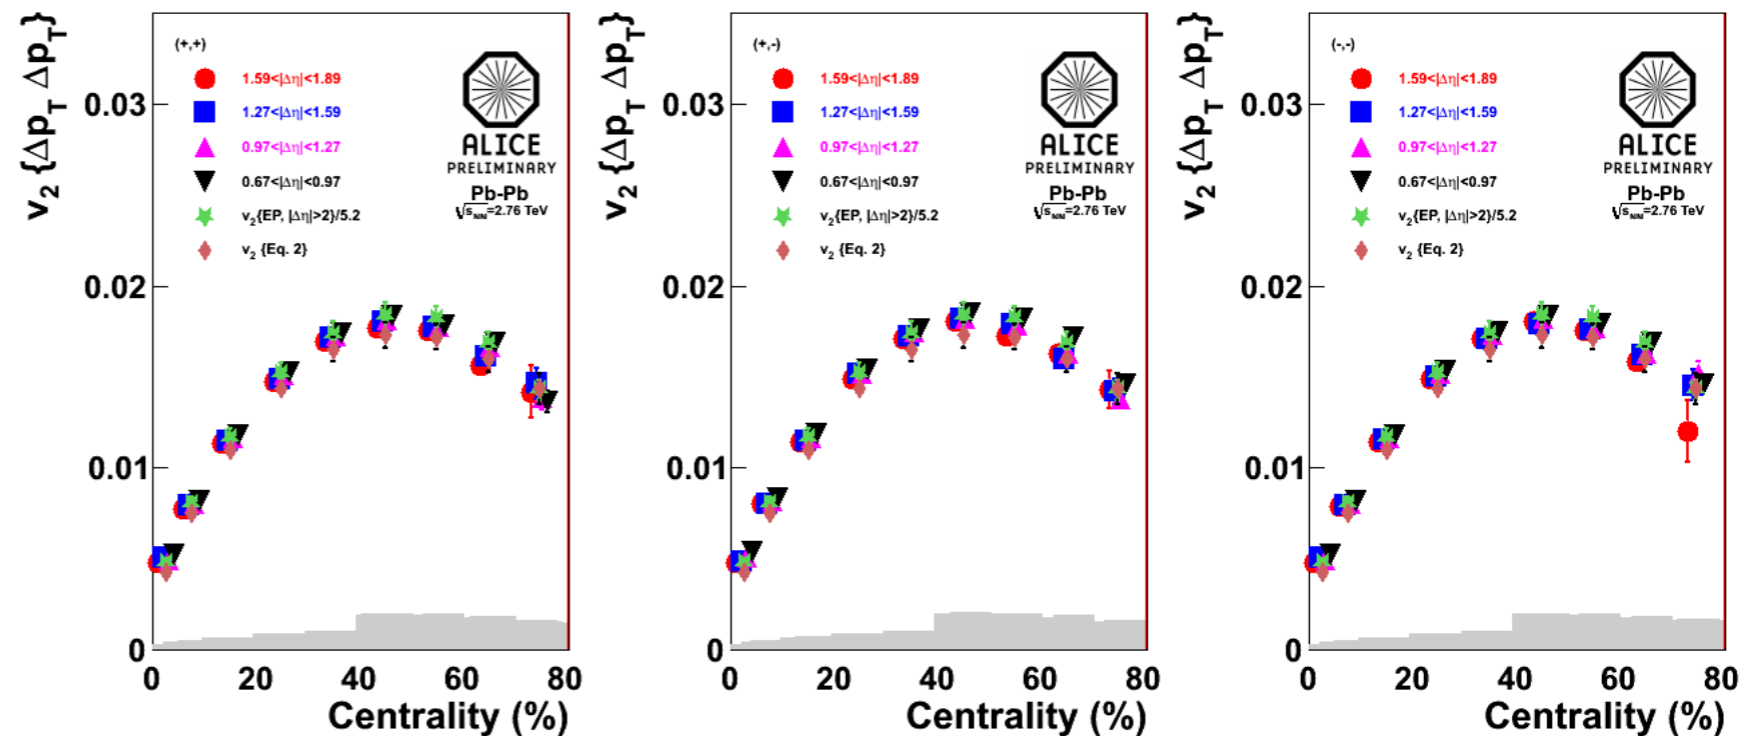 v2 {ΔpT ΔpT}
(+,+)
1.59<|Δη|<1.89
1.27<|Δη|<1.59
0.97<|Δη|<1.27
0.67<|Δη|<0.97
v2{EP, |Δη|>2}/5.2
v2 {Eq. 2}
ALICE
PRELIMINARY
Pb-Pb
√sNN=2.76 TeV
0.03
0.02
0.01
0
0 20 40 60 80
Centrality (%)
v2 {ΔpT ΔpT}
(+,-)
1.59<|Δη|<1.89
1.27<|Δη|<1.59
0.97<|Δη|<1.27
0.67<|Δη|<0.97
v2{EP, |Δη|>2}/5.2
v2 {Eq. 2}
ALICE
PRELIMINARY
Pb-Pb
√sNN=2.76 TeV
0.03
0.02
0.01
0
0 20 40 60 80
Centrality (%)
v2 {ΔpT ΔpT}
(-,-)
1.59<|Δη|<1.89
1.27<|Δη|<1.59
0.97<|Δη|<1.27
0.67<|Δη|<0.97
v2{EP, |Δη|>2}/5.2
v2 {Eq. 2}
ALICE
PRELIMINARY
Pb-Pb
√sNN=2.76 TeV
0.03
0.02
0.01
0
0 20 40 60 80
Centrality (%)